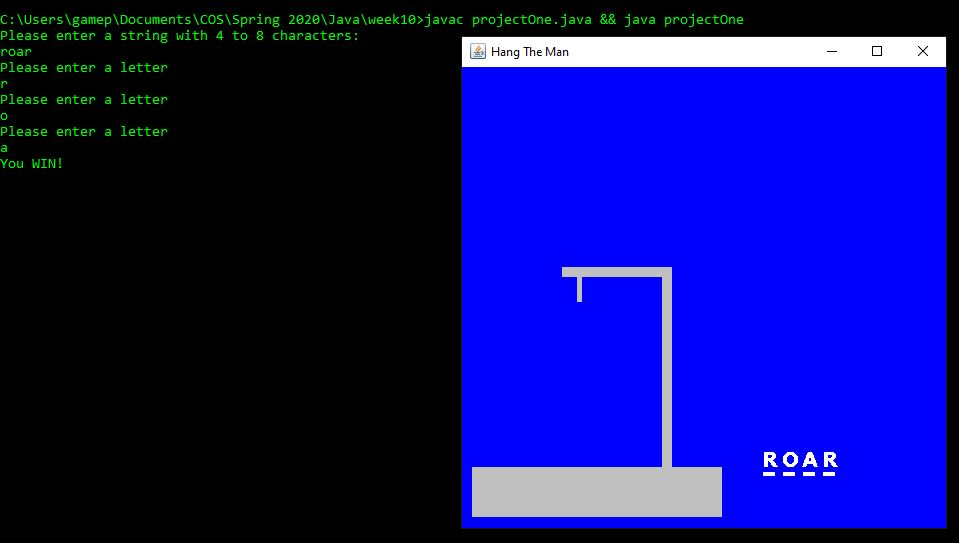 C:\Users\gamep\Documents\COS\Spring 2020\Java\week10>javac projectOne.java && java projectOne
Please enter a string with 4 to 8 characters:
roar
Please enter a letter
r
Please enter a letter
o
Please enter a letter
a
You WIN!
Hang The Man
ROAR